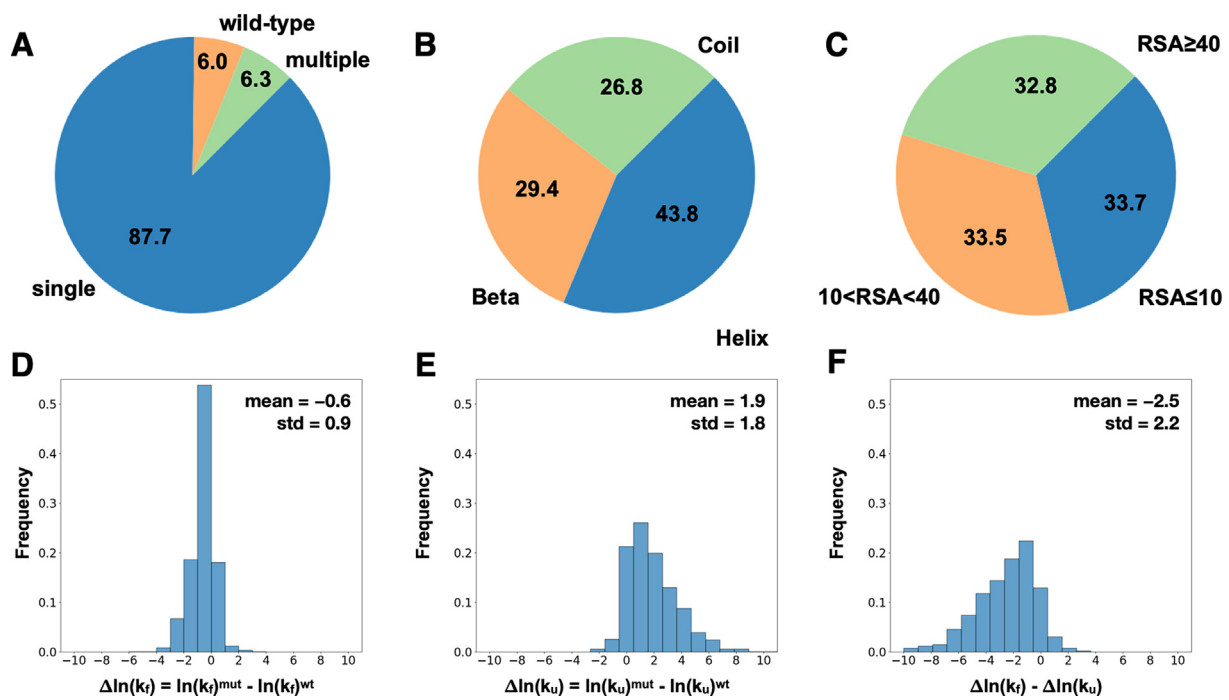 A
wild-type
6.0
multiple
6.3
87.7
single
B
Coil
26.8
29.4
43.8
Beta
Helix
C
RSA≥40
32.8
33.7
33.5
10<RSA<40
RSA≤10
D
mean = −0.6
std = 0.9
Frequency
0.5
0.4
0.3
0.2
0.1
0.0
−10 −8 −6 −4 −2 0 2 4 6 8 10
Δln(kf) = ln(kf)mut - ln(kf)wt
E
mean = 1.9
std = 1.8
Frequency
0.5
0.4
0.3
0.2
0.1
0.0
−10 −8 −6 −4 −2 0 2 4 6 8 10
Δln(ku) = ln(ku)mut - ln(ku)wt
F
mean = −2.5
std = 2.2
Frequency
0.5
0.4
0.3
0.2
0.1
0.0
−10 −8 −6 −4 −2 0 2 4 6 8 10
Δln(kf) - Δln(ku)